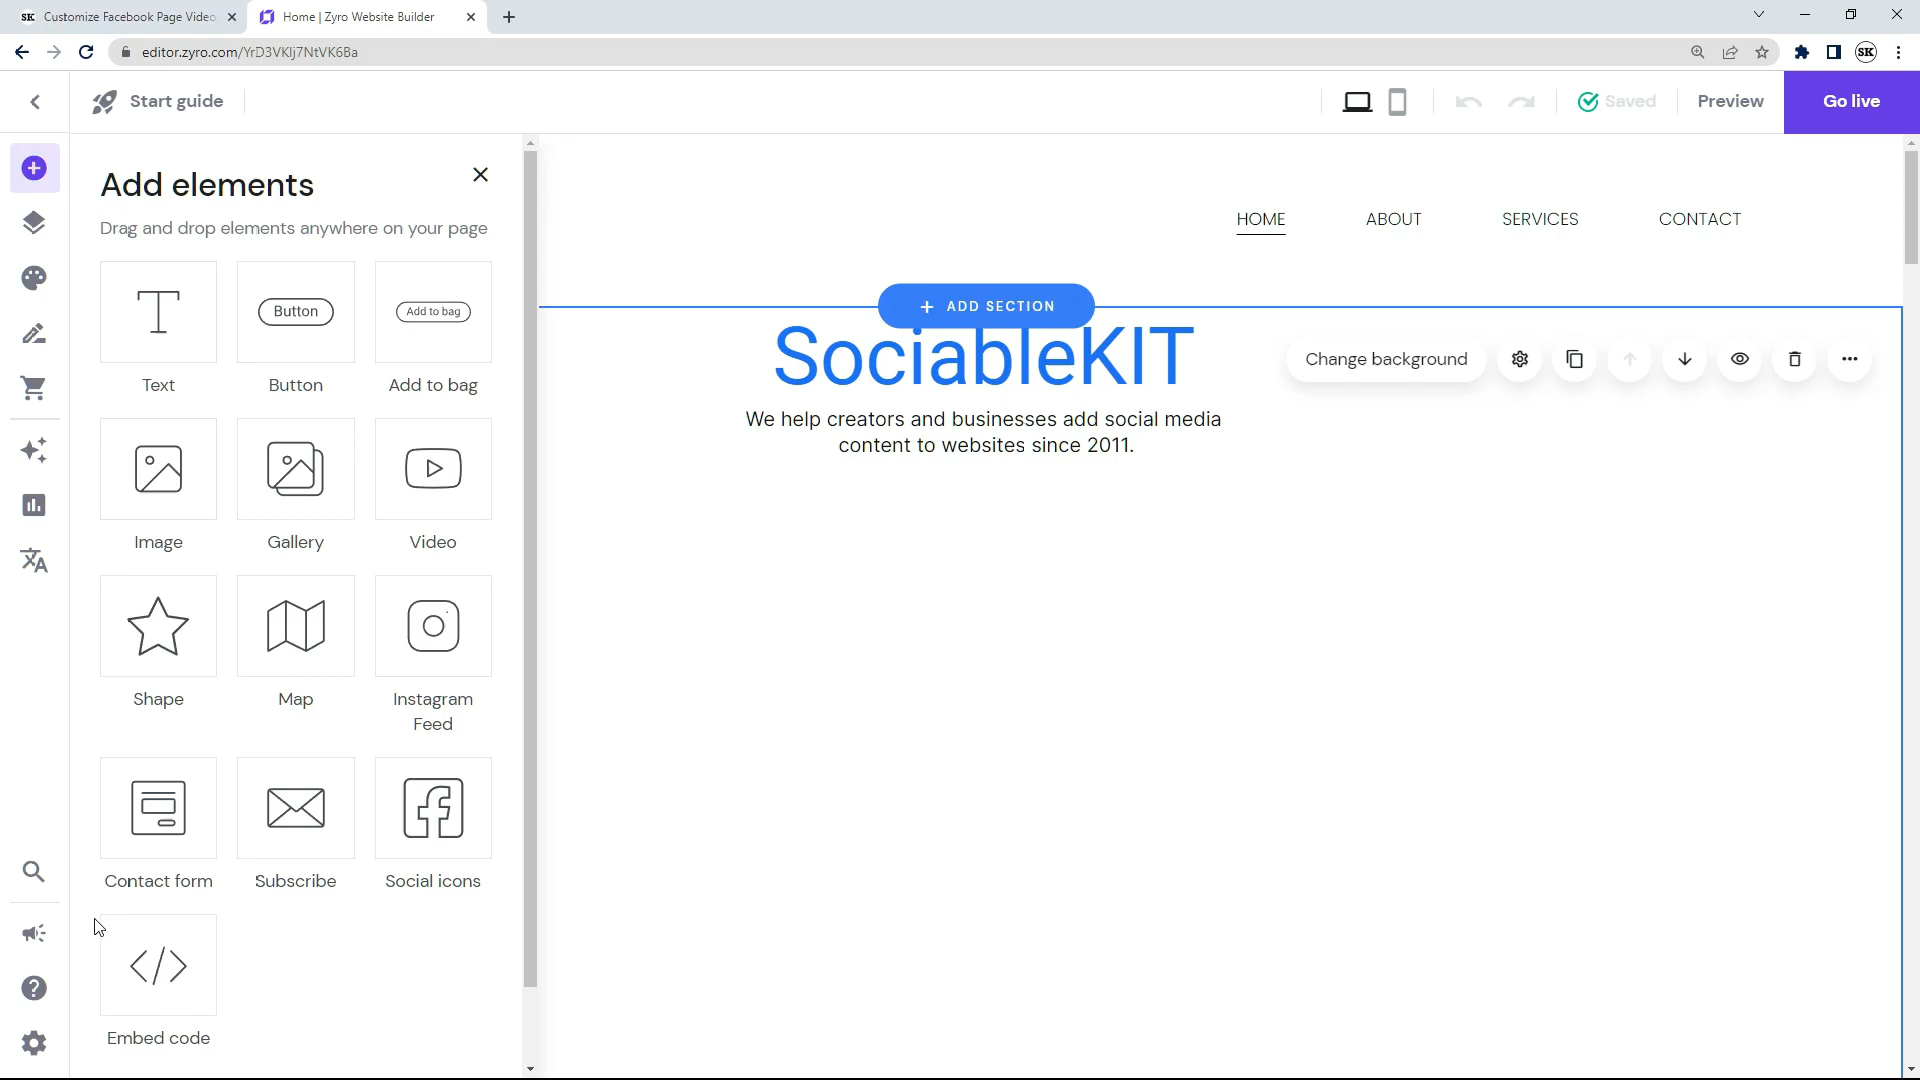 SK Customize Facebook Page Video
Home | Zyro Website Builder
editor.zyro.com/YrD3VKlj7NtVK6Ba
SK
Start guide
Saved
Preview
Go live
Add elements
Drag and drop elements anywhere on your page
Button
Add to bag
Text
Button
Add to bag
Image
Gallery
Video
Shape
Map
Instagram
Feed
Contact form
Subscribe
Social icons
Embed code
HOME
ABOUT
SERVICES
CONTACT
ADD SECTION
SociableKIT
Change background
We help creators and businesses add social media
content to websites since 2011.